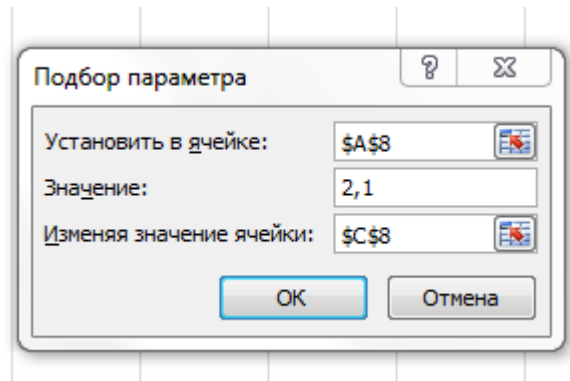 Подбор параметра
Установить в ячейке: $A$8
Значение: 2,1
Изменяя значение ячейки: $C$8
ОК Отмена